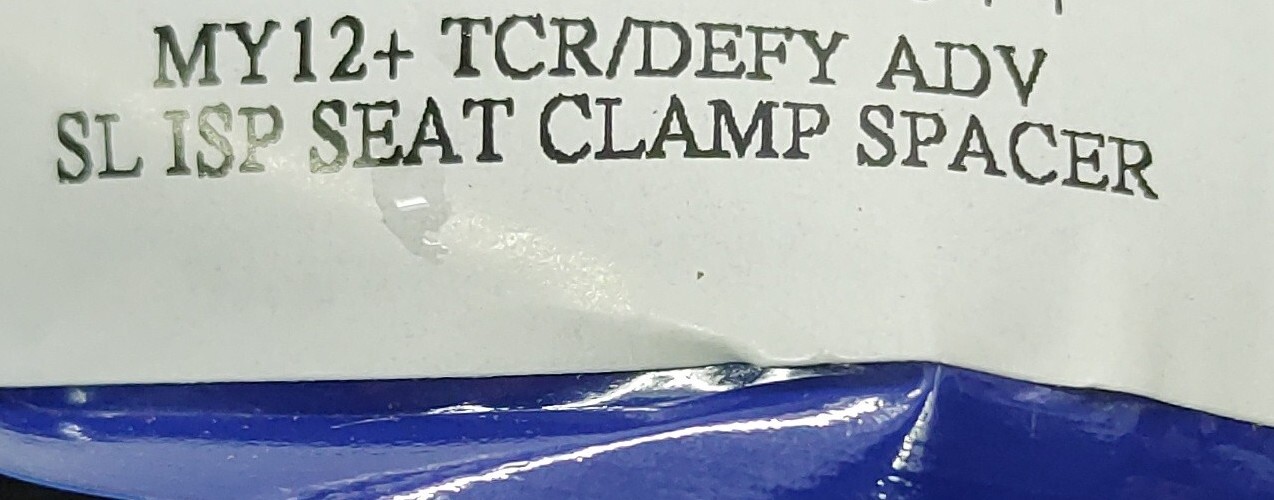 MY12+ TCR/DEFY ADV
SL ISP SEAT CLAMP SPACER